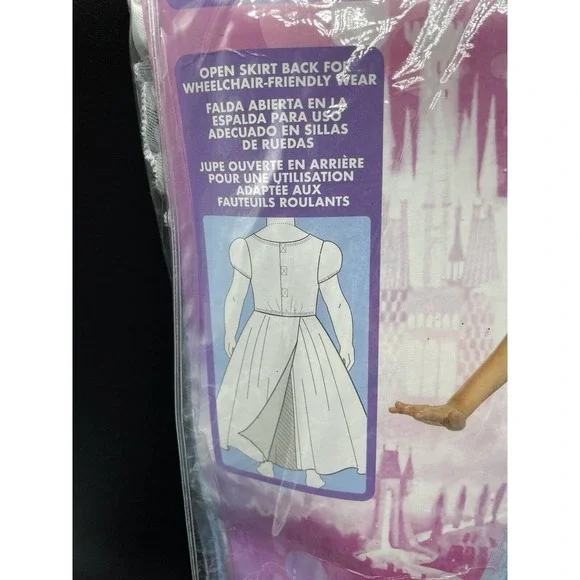 OPEN SKIRT BACK FOR
WHEELCHAIR-FRIENDLY WEAR
FALDA ABIERTA EN LA
ESPALDA PARA USO
ADECUADO EN SILLAS
DE RUEDAS
JUPE OUVERTE EN ARRIÈRE
POUR UNE UTILISATION
ADAPTÉE AUX
FAUTEUILS ROULANTS